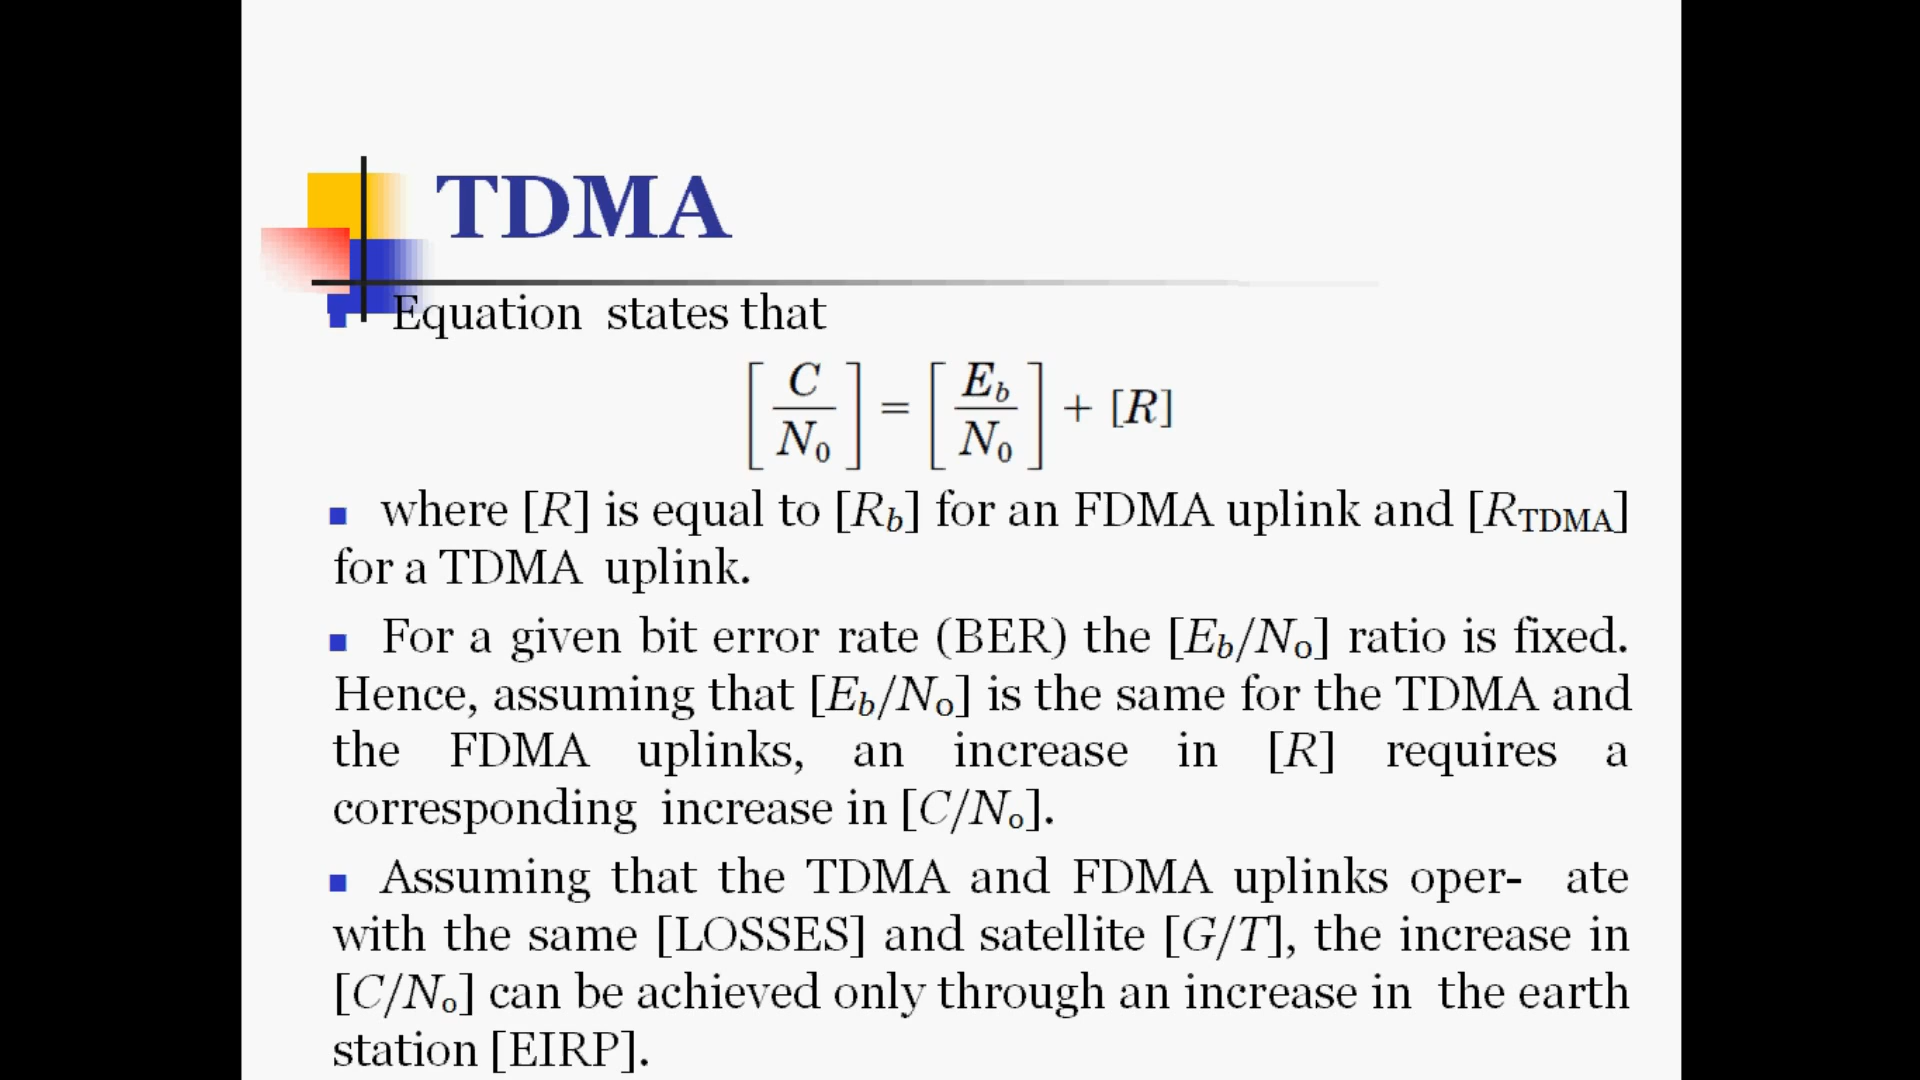 TDMA
Equation states that
[C/N0] = [Eb/N0] + [R]
where [R] is equal to [Rb] for an FDMA uplink and [RTDMA]
for a TDMA uplink.
For a given bit error rate (BER) the [Eb/No] ratio is fixed.
Hence, assuming that [Eb/No] is the same for the TDMA and
the FDMA uplinks, an increase in [R] requires a
corresponding increase in [C/No].
Assuming that the TDMA and FDMA uplinks oper- ate
with the same [LOSSES] and satellite [G/T], the increase in
[C/No] can be achieved only through an increase in the earth
station [EIRP].